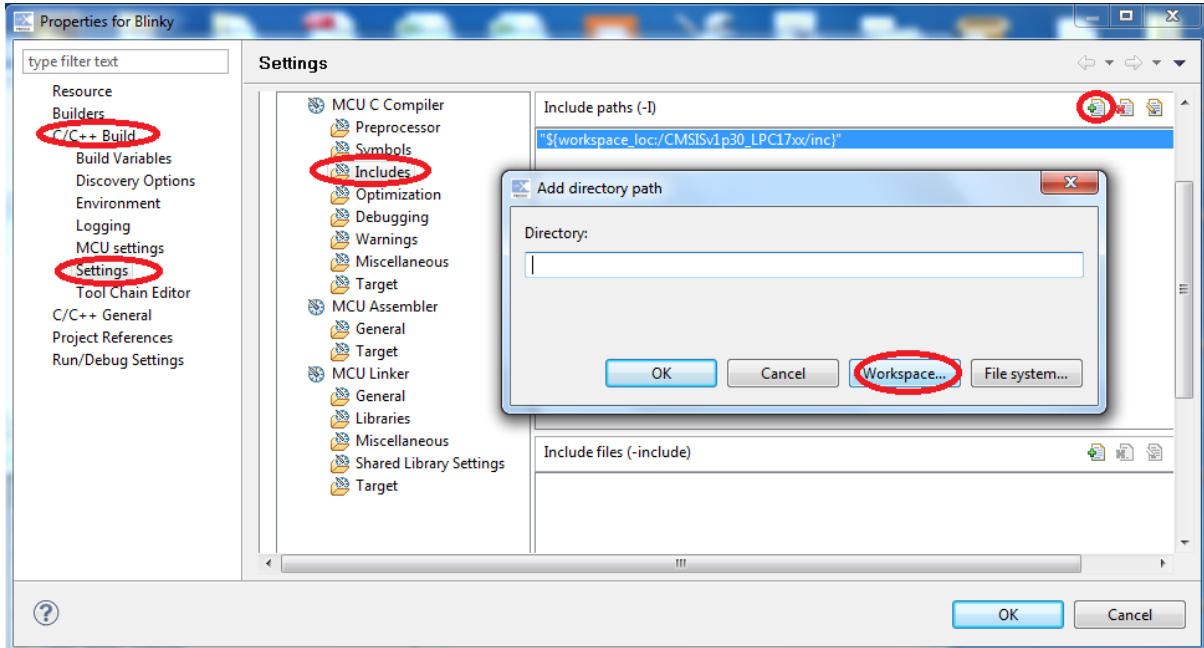 Properties for Blinky
type filter text
Resource
Builders
C/C++ Build
Build Variables
Discovery Options
Environment
Logging
MCU settings
Settings
Tool Chain Editor
C/C++ General
Project References
Run/Debug Settings
Settings
MCU C Compiler
Preprocessor
Symbols
Includes
Optimization
Debugging
Warnings
Miscellaneous
Target
MCU Assembler
General
Target
MCU Linker
General
Libraries
Miscellaneous
Shared Library Settings
Target
Include paths (-I)
"${workspace_loc:/CMSISv1p30_LPC17xx/inc}"
Add directory path
Directory:
OK Cancel Workspace... File system...
Include files (-include)
OK Cancel